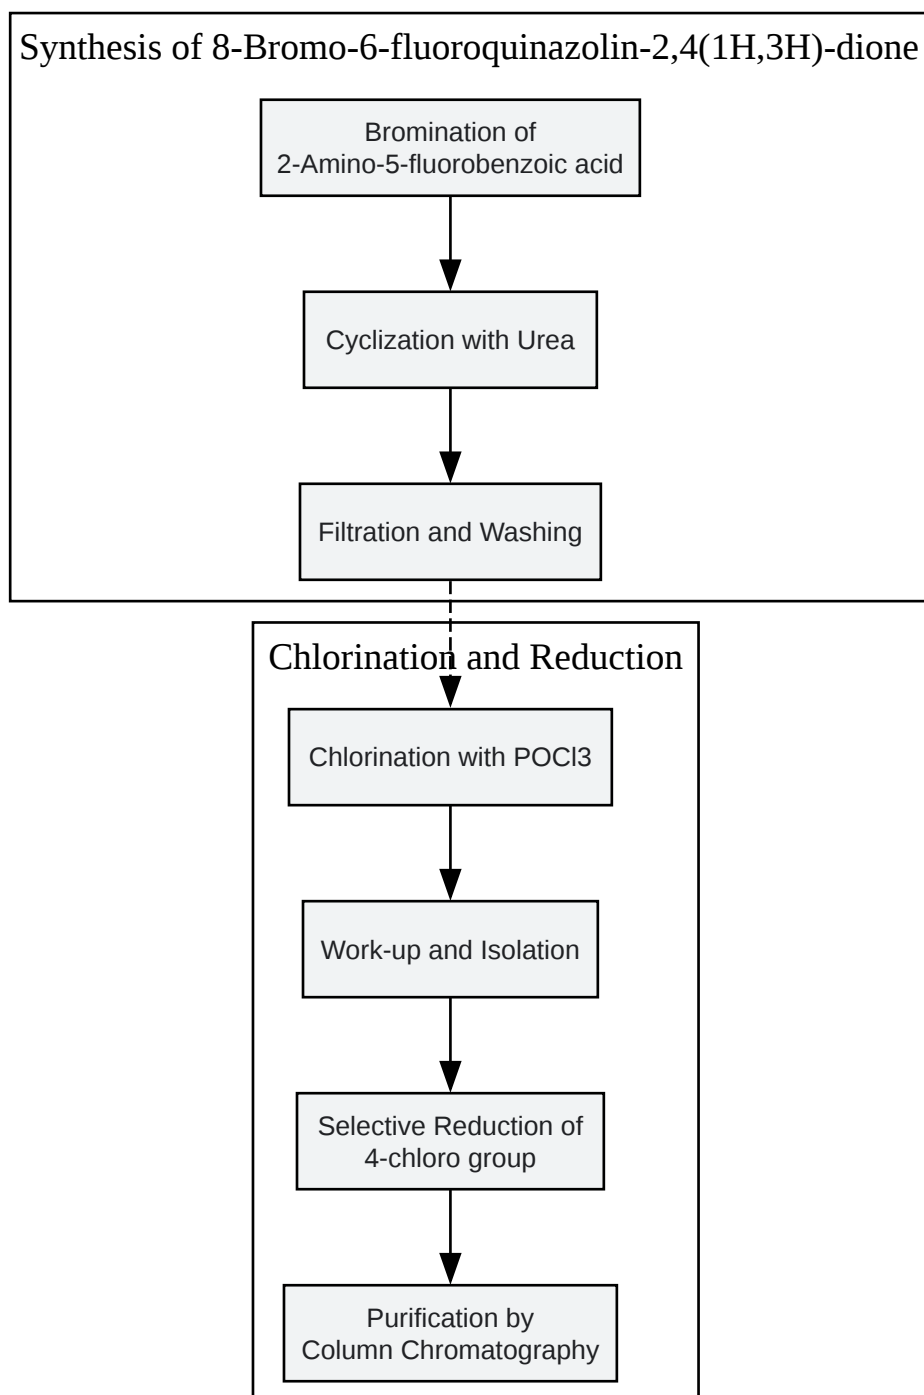 Synthesis of 8-Bromo-6-fluoroquinazolin-2,4(1H,3H)-dione
Bromination of
2-Amino-5-fluorobenzoic acid
Cyclization with Urea
Filtration and Washing
Chlorination and Reduction
Chlorination with POCl3
Work-up and Isolation
Selective Reduction of
4-chloro group
Purification by
Column Chromatography